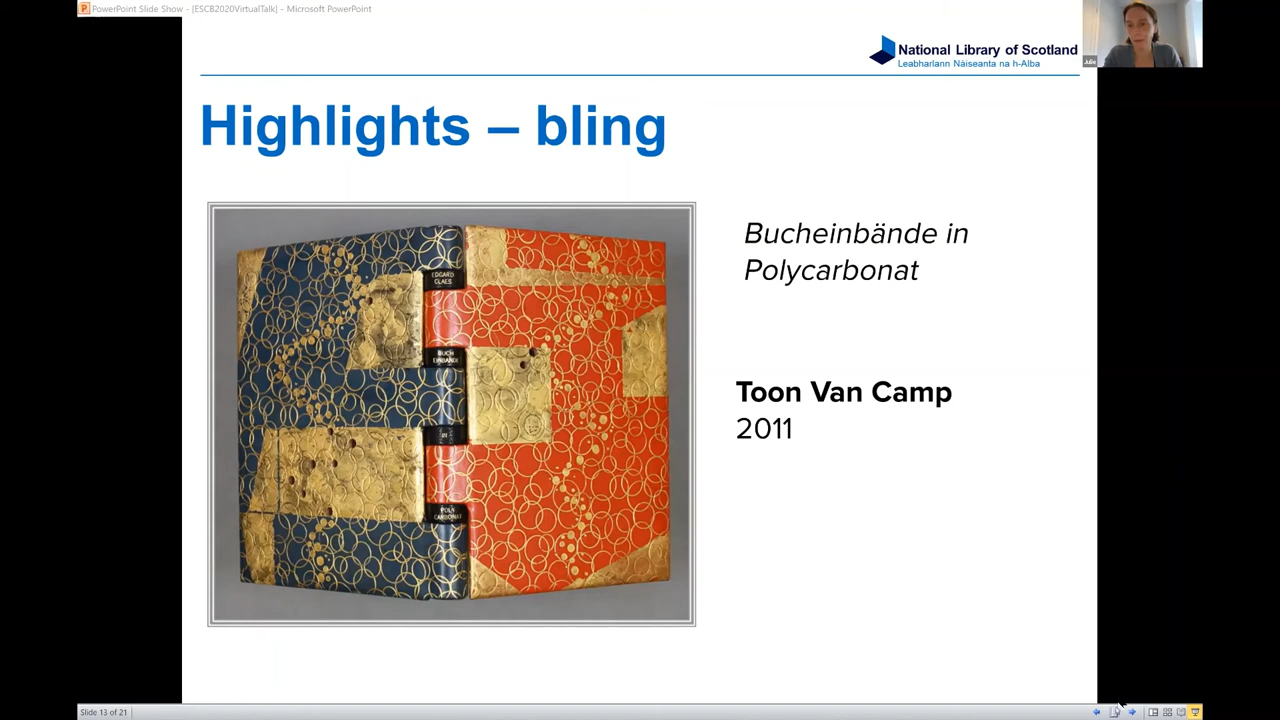 PowerPoint Slide Show - [ESCB2020VirtualTalk] - Microsoft PowerPoint
National Library of Scotland
Leabharlann Nàiseanta na h-Alba
Julie
Highlights – bling
EDGARD
CLAES
BUCH
EINBÄNDE
IN
POLY
CARBONAT
Bucheinbände in
Polycarbonat
Toon Van Camp
2011
Slide 13 of 21